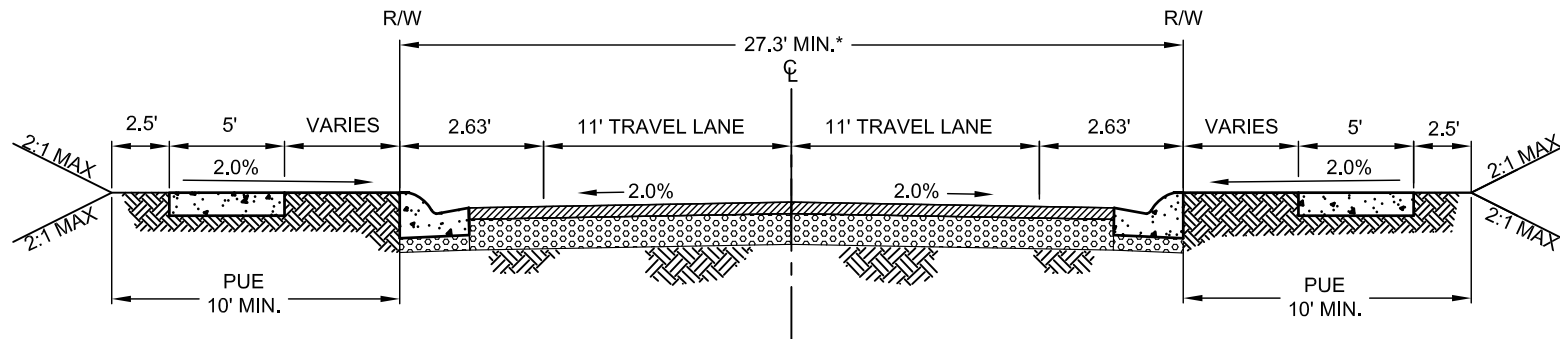 R/W
R/W
27.3' MIN.*
℄
2.5'
5'
VARIES
2.63'
11' TRAVEL LANE
11' TRAVEL LANE
2.63'
VARIES
5'
2.5'
2:1 MAX
2:1 MAX
2.0%
2.0%
2.0%
2.0%
2:1 MAX
2:1 MAX
PUE
10' MIN.
PUE
10' MIN.